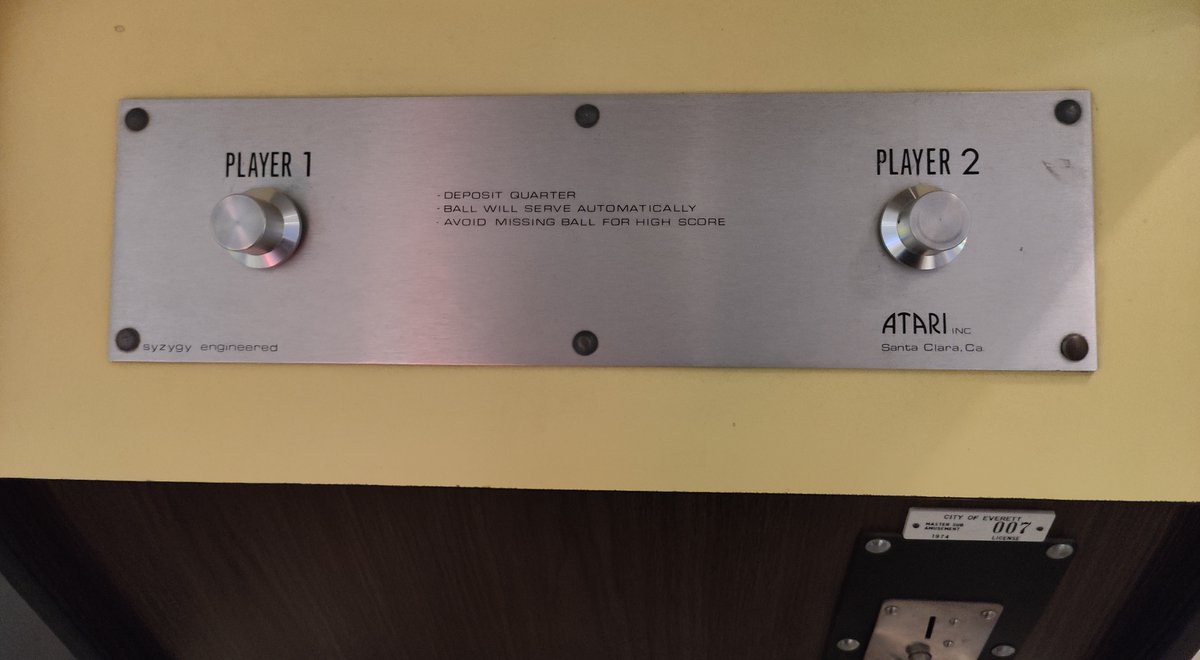 PLAYER 1
PLAYER 2
- DEPOSIT QUARTER
- BALL WILL SERVE AUTOMATICALLY
- AVOID MISSING BALL FOR HIGH SCORE
syzygy engineered
ATARI INC
Santa Clara, Ca.
CITY OF EVERETT
MASTER SUB
AMUSEMENT
007
1974 LICENSE